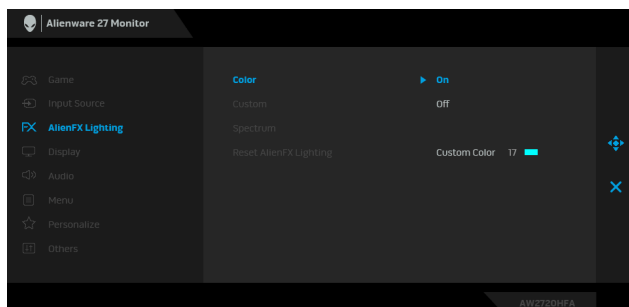 Alienware 27 Monitor
Game
Input Source
FX AlienFX Lighting
Display
Audio
Menu
Personalize
Others
Color
Custom
Spectrum
Reset AlienFX Lighting
On
Off
Custom Color 17
AW2720HFA